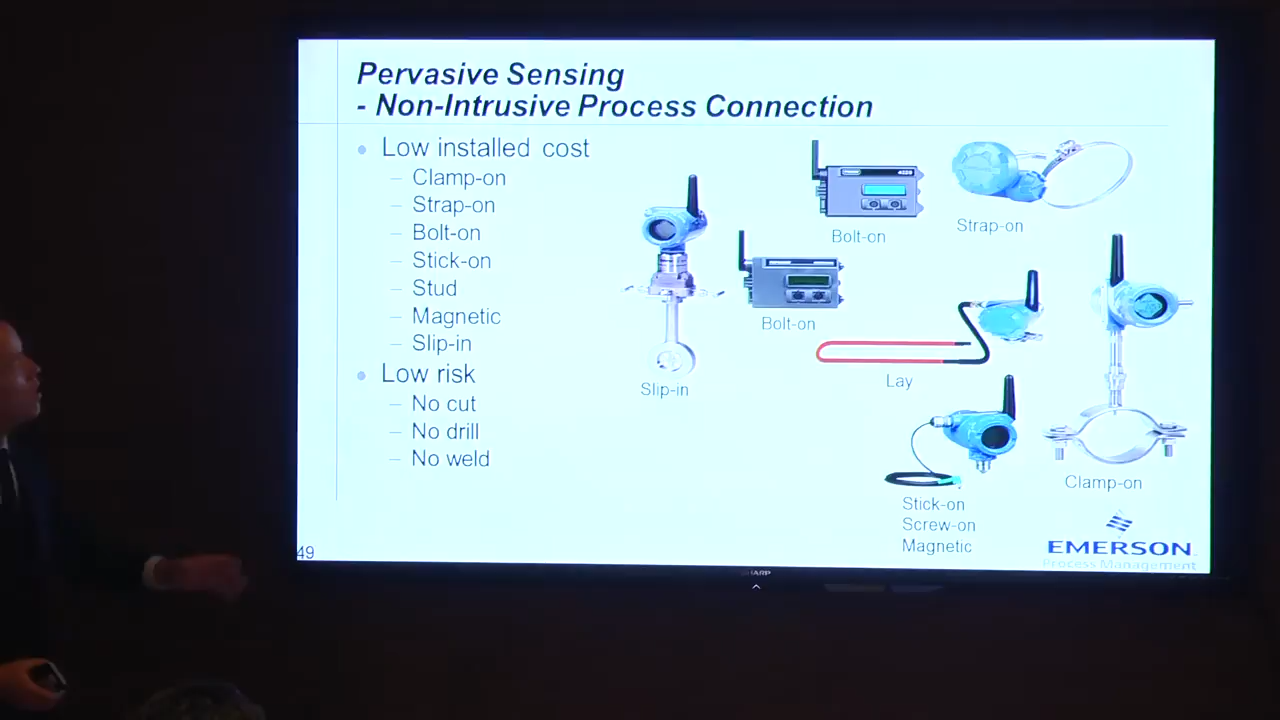 Pervasive Sensing
- Non-Intrusive Process Connection
Low installed cost
– Clamp-on
– Strap-on
– Bolt-on
– Stick-on
– Stud
– Magnetic
– Slip-in
Low risk
– No cut
– No drill
– No weld
Slip-in
Bolt-on
Bolt-on
Strap-on
Lay
Clamp-on
Stick-on
Screw-on
Magnetic
49
EMERSON
Process Management
SHARP